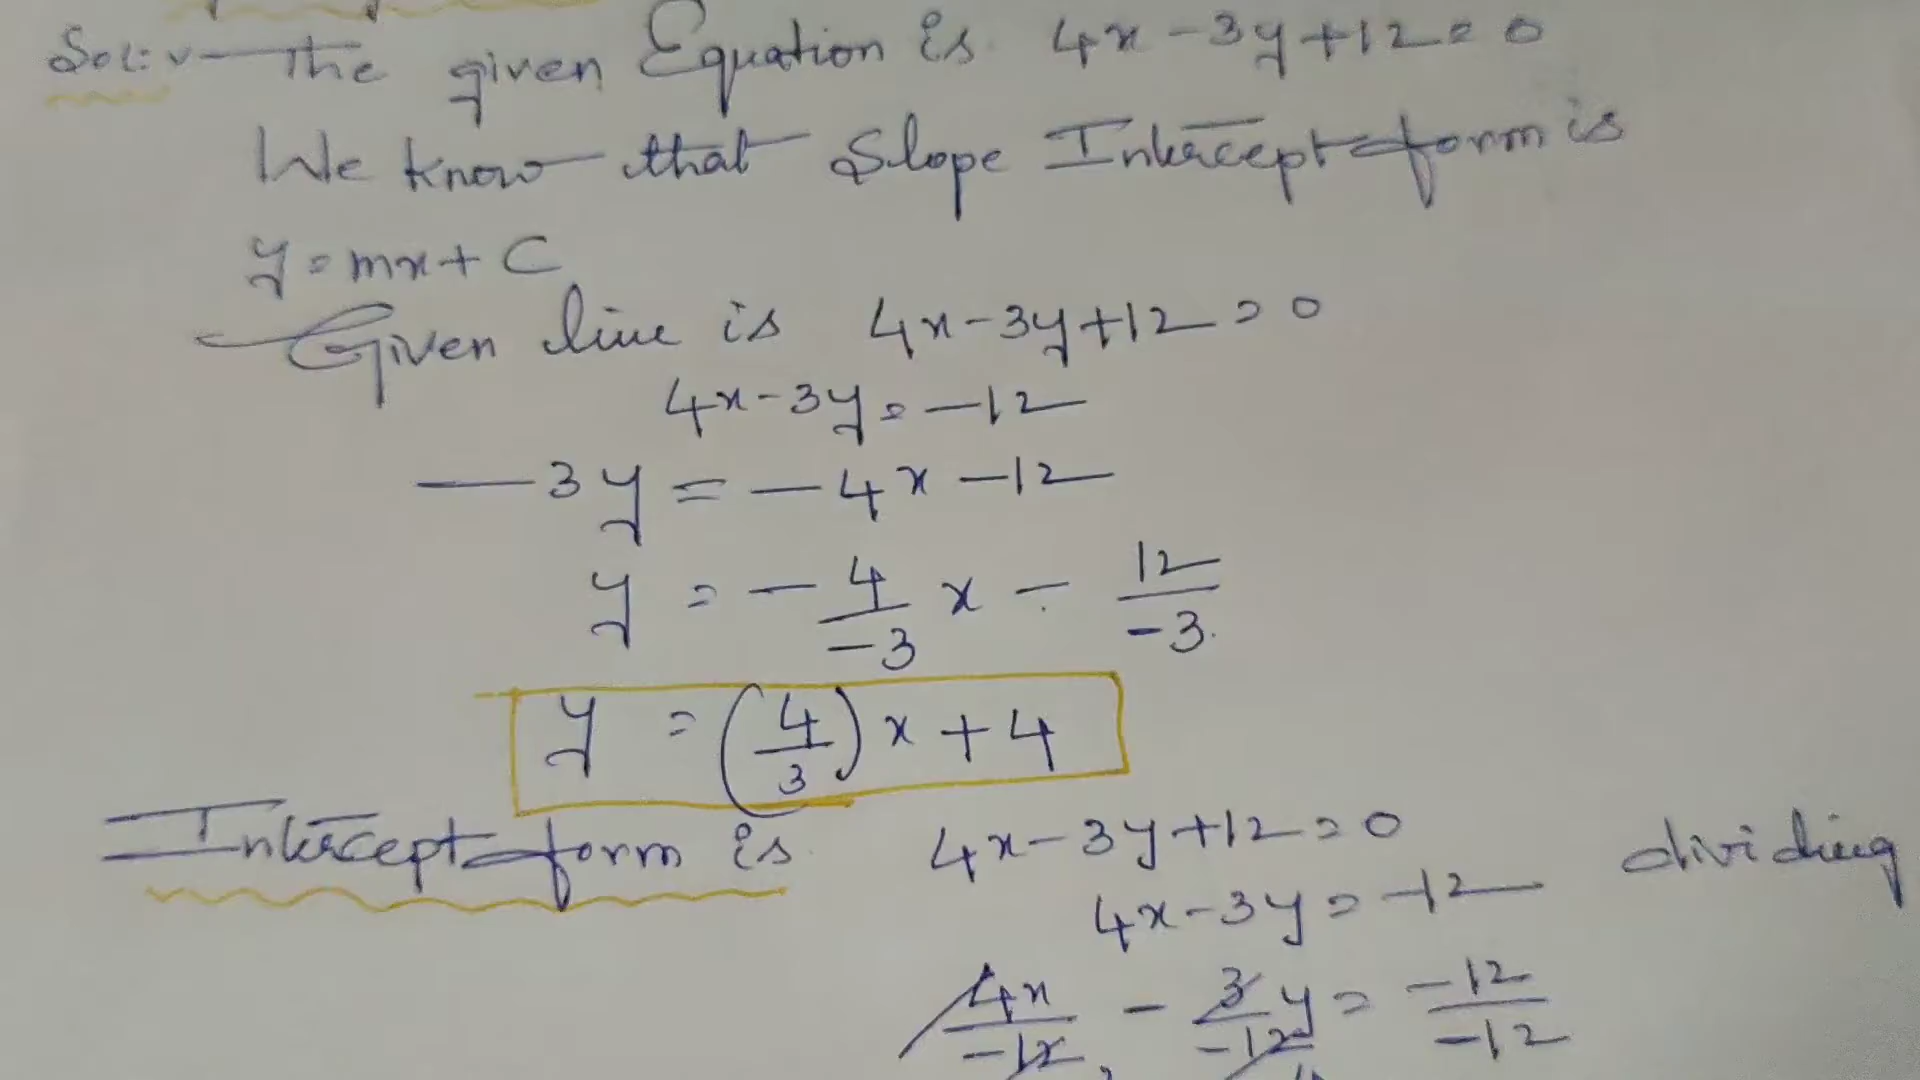 Sol:- The given Equation is 4x - 3y + 12 = 0
We know that Slope Intercept form is
y = mx + C
Given line is 4x - 3y + 12 = 0
4x - 3y = -12
-3y = -4x - 12
y = - 4/-3 x - 12/-3
y = (4/3) x + 4
Intercept form is 4x - 3y + 12 = 0
4x - 3y = -12 dividing
4x/-12 - 3/-12 y = -12/-12